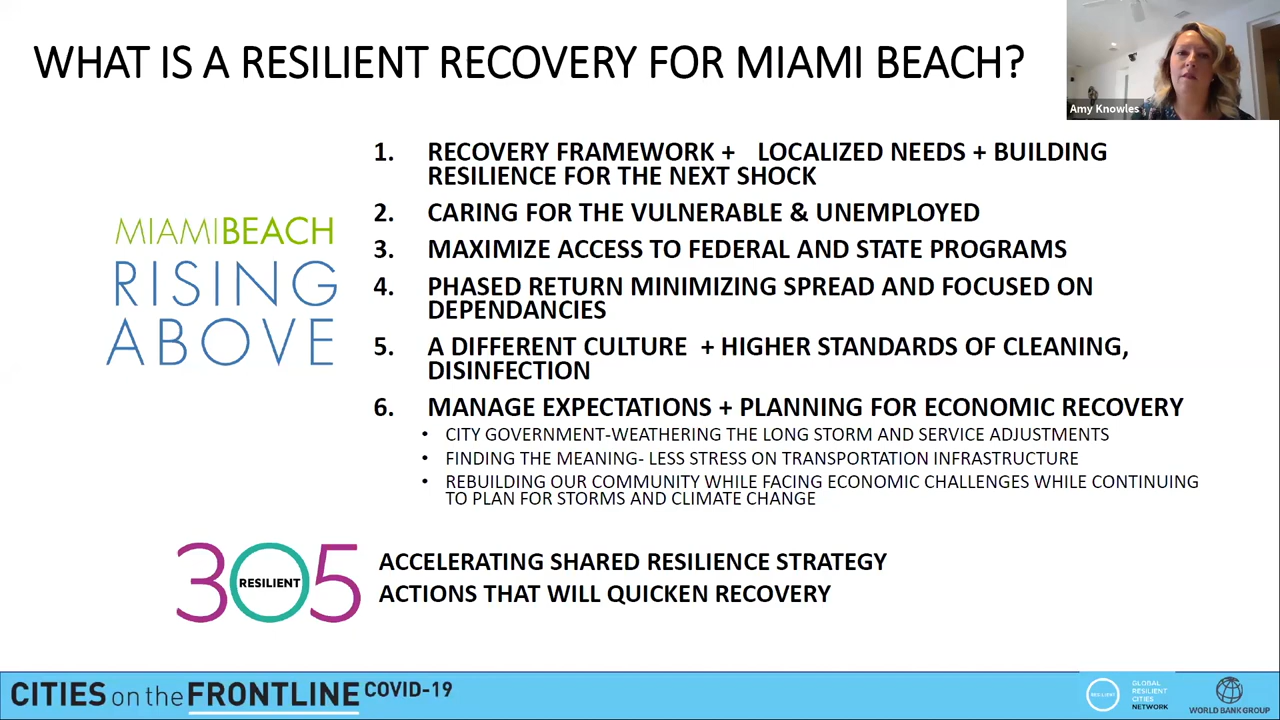 WHAT IS A RESILIENT RECOVERY FOR MIAMI BEACH?
Amy Knowles
MIAMIBEACH
RISING
ABOVE
1. RECOVERY FRAMEWORK + LOCALIZED NEEDS + BUILDING
RESILIENCE FOR THE NEXT SHOCK
2. CARING FOR THE VULNERABLE & UNEMPLOYED
3. MAXIMIZE ACCESS TO FEDERAL AND STATE PROGRAMS
4. PHASED RETURN MINIMIZING SPREAD AND FOCUSED ON
DEPENDANCIES
5. A DIFFERENT CULTURE + HIGHER STANDARDS OF CLEANING,
DISINFECTION
6. MANAGE EXPECTATIONS + PLANNING FOR ECONOMIC RECOVERY
• CITY GOVERNMENT-WEATHERING THE LONG STORM AND SERVICE ADJUSTMENTS
• FINDING THE MEANING- LESS STRESS ON TRANSPORTATION INFRASTRUCTURE
• REBUILDING OUR COMMUNITY WHILE FACING ECONOMIC CHALLENGES WHILE CONTINUING
TO PLAN FOR STORMS AND CLIMATE CHANGE
305
RESILIENT
ACCELERATING SHARED RESILIENCE STRATEGY
ACTIONS THAT WILL QUICKEN RECOVERY
CITIES on the FRONTLINE COVID-19
RESILIENT
GLOBAL
RESILIENT
CITIES
NETWORK
WORLD BANK GROUP